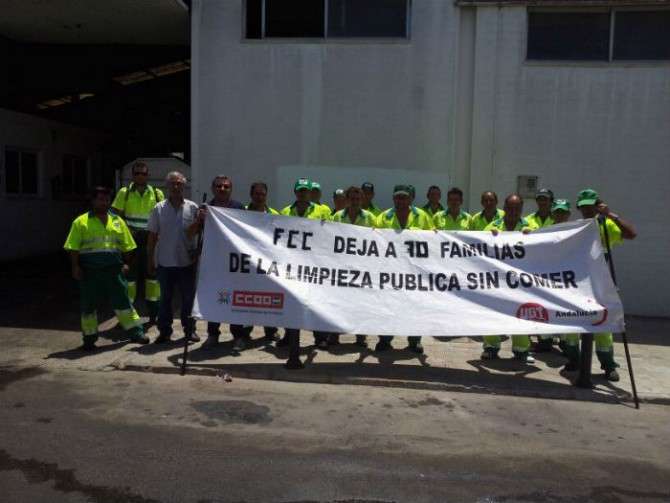 FCC DEJA A 70 FAMILIAS
DE LA LIMPIEZA PUBLICA SIN COMER
CCOO
UGT
Andalucía